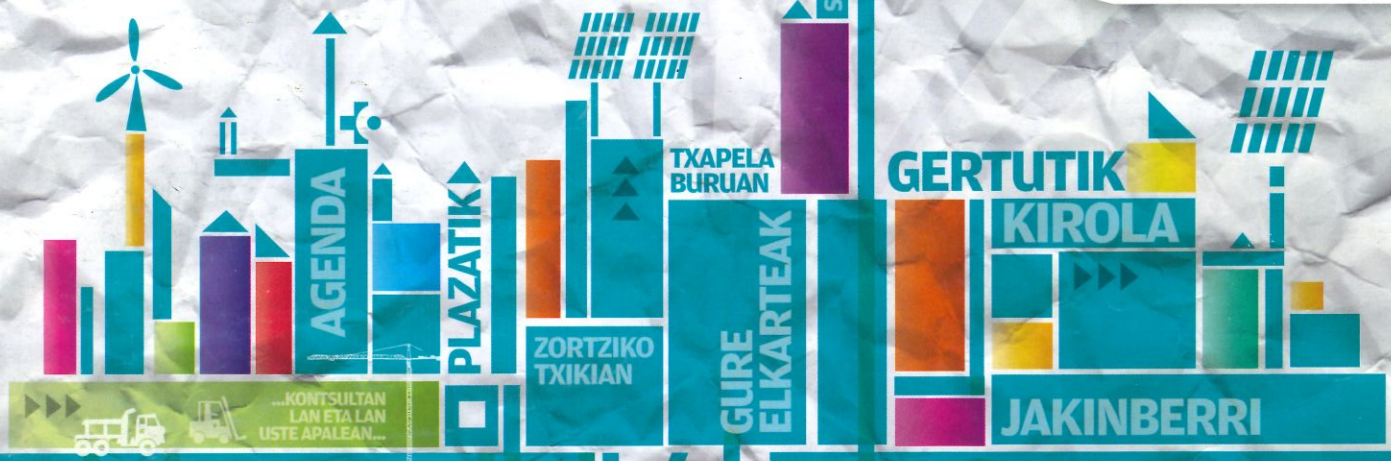 AGENDA
PLAZATIK
...KONTSULTAN
LAN ETA LAN
USTE APALEAN...
ZORTZIKO
TXIKIAN
TXAPELA
BURUAN
GURE
ELKARTEAK
GERTUTIK
KIROLA
JAKINBERRI